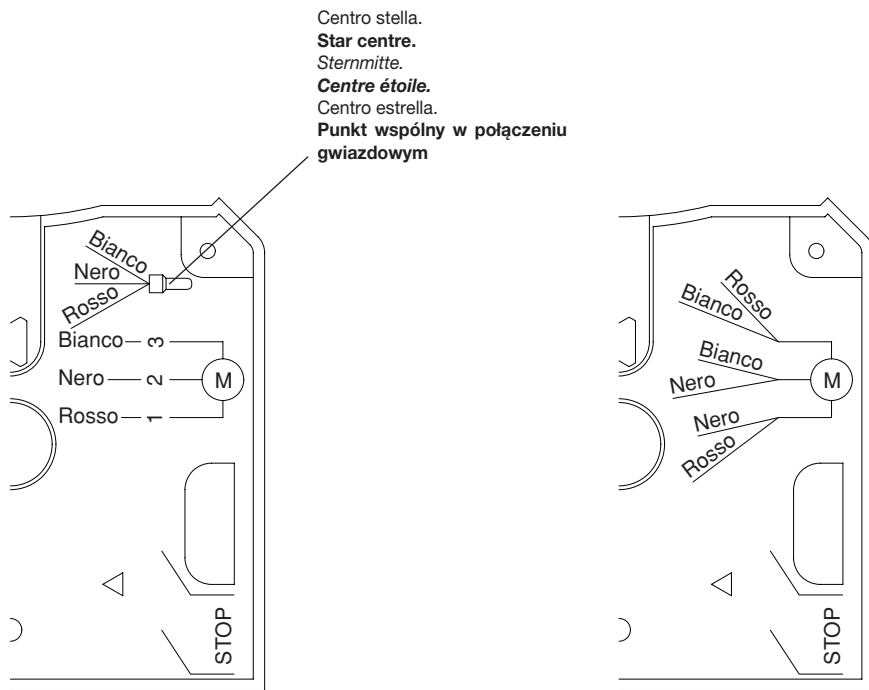 Centro stella.
Star centre.
Sternmitte.
Centre étoile.
Centro estrella.
Punkt wspólny w połączeniu
gwiazdowym
Bianco
Nero
Rosso
Bianco 3
Nero 2 M
Rosso 1
STOP
Rosso
Bianco
Bianco
Nero M
Nero
Rosso
STOP